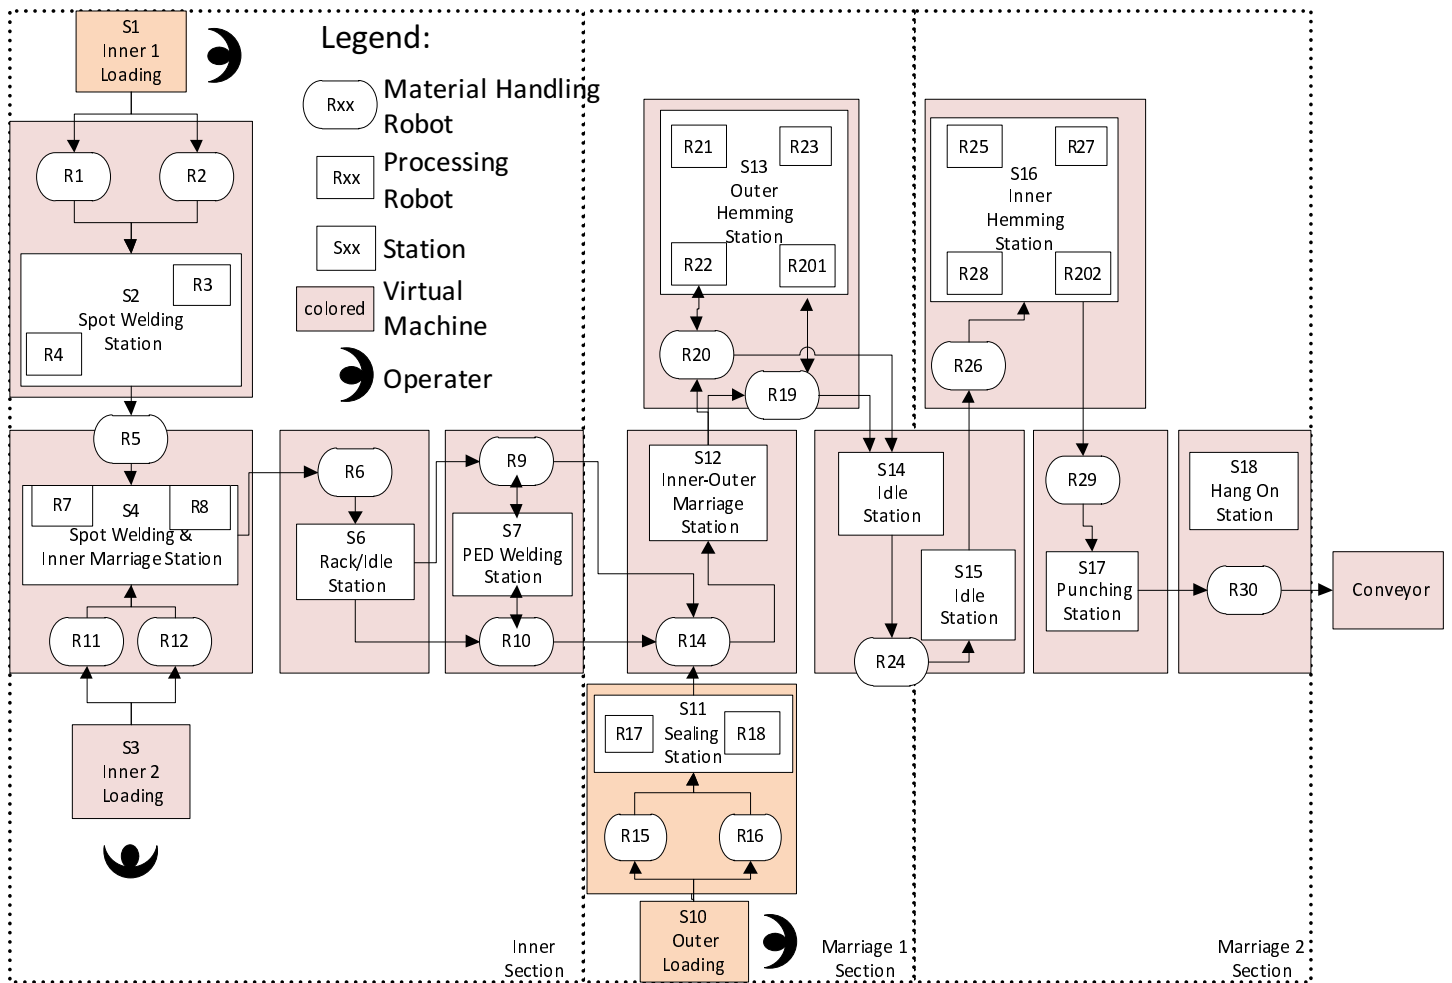 S1
Inner 1
Loading
R1
R2
S2
Spot Welding
Station
R3
R4
R5
R7
R8
S4
Spot Welding &
Inner Marriage Station
R11
R12
S3
Inner 2
Loading
Legend:
Rxx
Material Handling
Robot
Rxx
Processing
Robot
Sxx
Station
colored
Virtual
Machine
Operater
R6
S6
Rack/Idle
Station
R9
S7
PED Welding
Station
R10
Inner
Section
R21
R23
S13
Outer
Hemming
Station
R22
R201
R20
R19
S12
Inner-Outer
Marriage
Station
R14
S11
Sealing
Station
R17
R18
R15
R16
S10
Outer
Loading
S14
Idle
Station
S15
Idle
Station
R24
Marriage 1
Section
R25
R27
S16
Inner
Hemming
Station
R28
R202
R26
R29
S17
Punching
Station
S18
Hang On
Station
R30
Conveyor
Marriage 2
Section